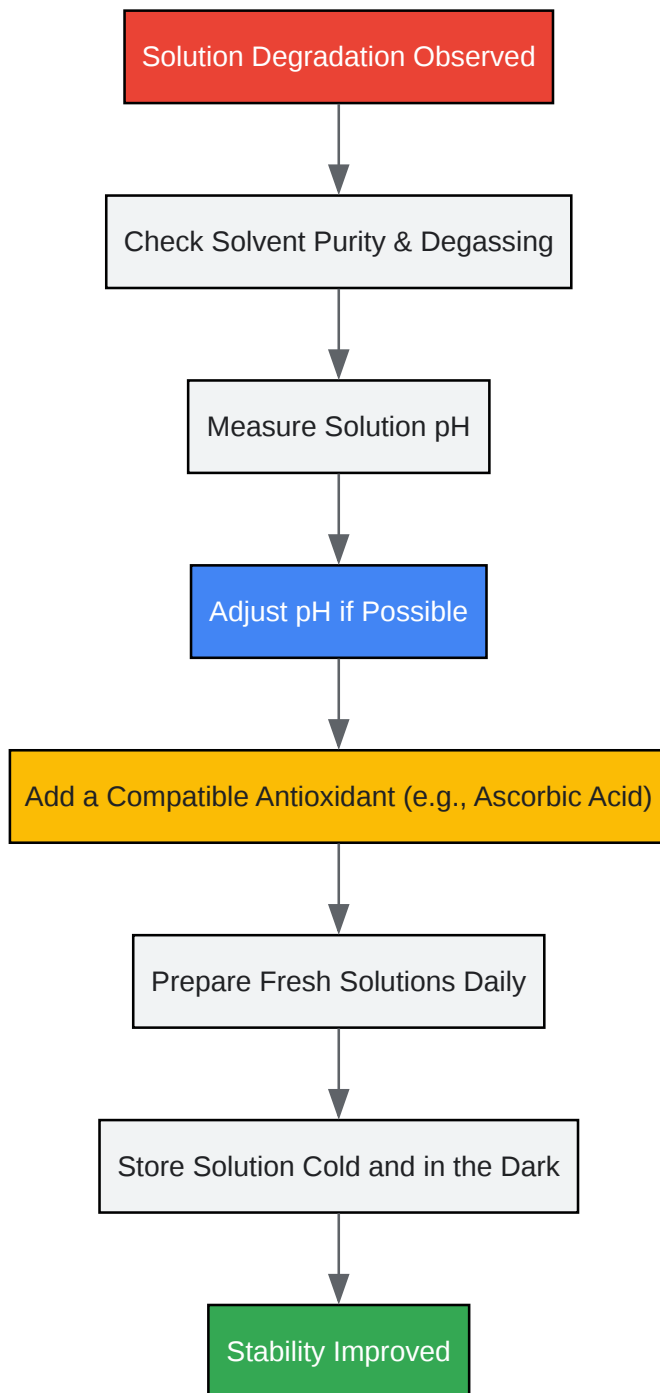 Solution Degradation Observed
Check Solvent Purity & Degassing
Measure Solution pH
Adjust pH if Possible
Add a Compatible Antioxidant (e.g., Ascorbic Acid)
Prepare Fresh Solutions Daily
Store Solution Cold and in the Dark
Stability Improved